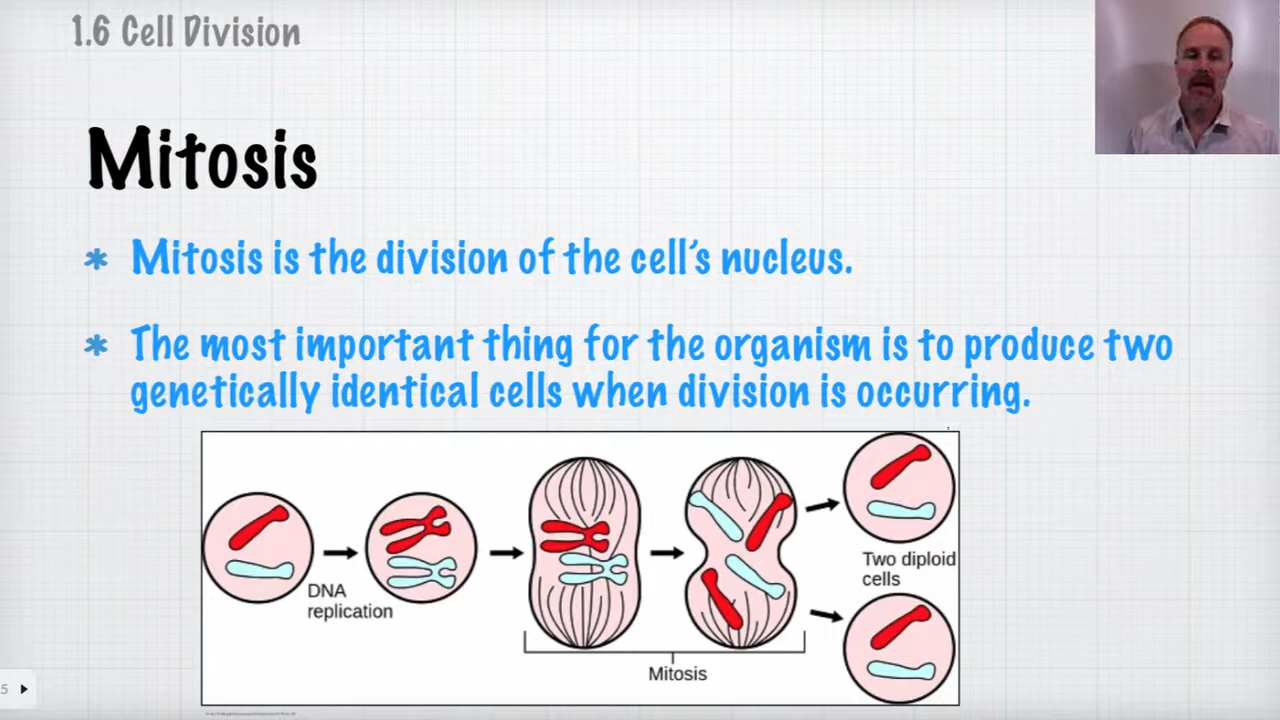 1.6 Cell Division
Mitosis
* Mitosis is the division of the cell's nucleus.
* The most important thing for the organism is to produce two
genetically identical cells when division is occurring.
DNA
replication
Mitosis
Two diploid
cells
5